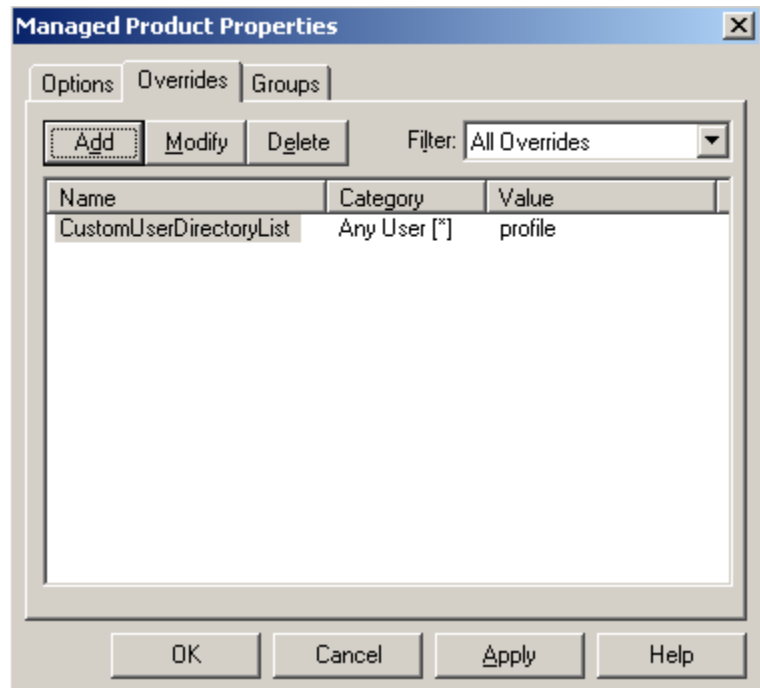 Managed Product Properties
Options Overrides Groups
Add Modify Delete Filter: All Overrides
Name Category Value
CustomUserDirectoryList Any User [*] profile
OK Cancel Apply Help